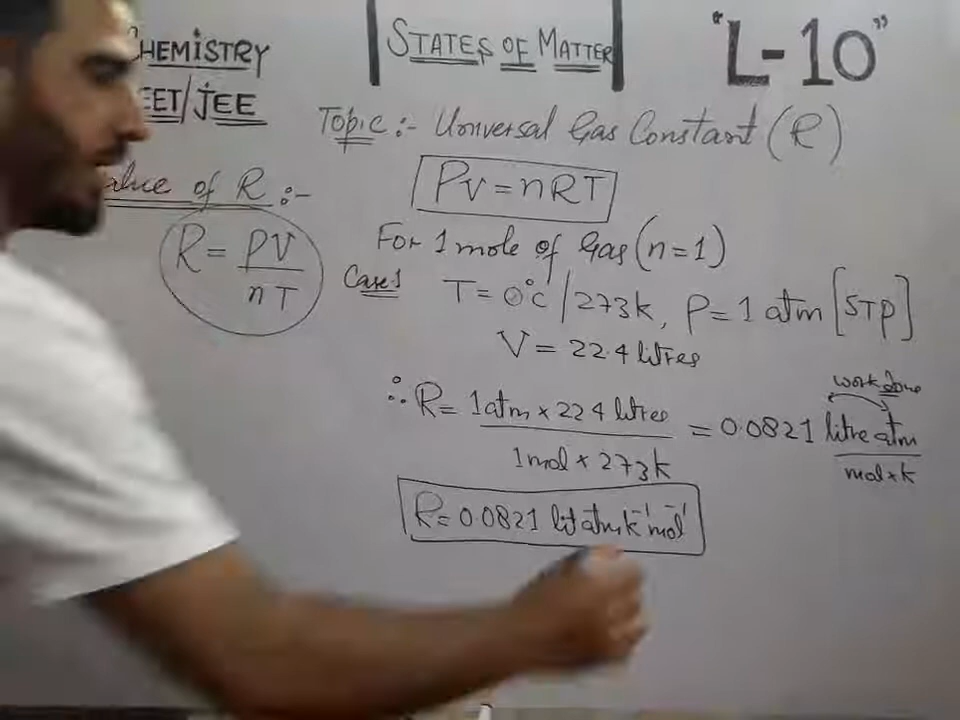 CHEMISTRY
EET/JEE
STATES OF MATTER
"L-10"
Topic:- Universal Gas Constant (R)
alue of R:-
PV = nRT
R = PV / nT
For 1 mole of Gas (n=1)
Case 1 T = 0°C / 273k, P = 1 atm [STP]
V = 22.4 litres
work done
∴ R = 1atm × 22.4 litres / 1mol × 273k = 0.0821 litre atm / mol×k
R = 0.0821 lit atm k⁻¹ mol⁻¹